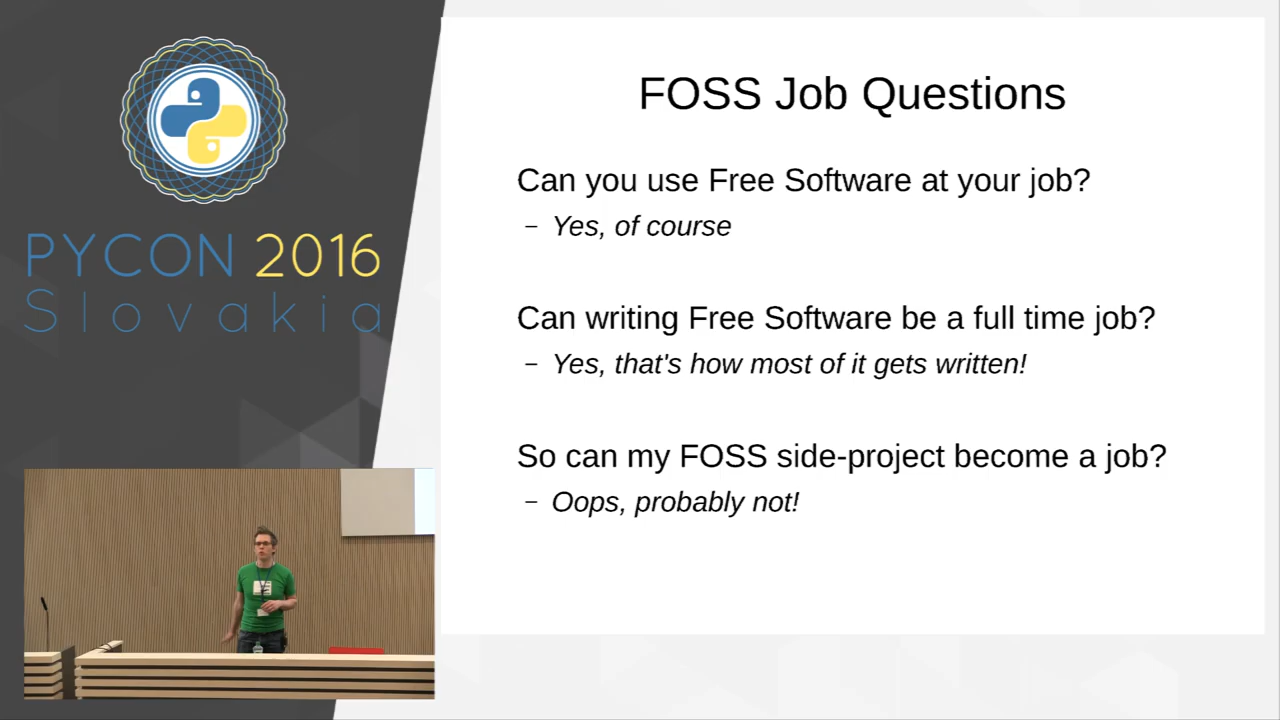 PYCON 2016
Slovakia
FOSS Job Questions
Can you use Free Software at your job?
– Yes, of course
Can writing Free Software be a full time job?
– Yes, that's how most of it gets written!
So can my FOSS side-project become a job?
– Oops, probably not!